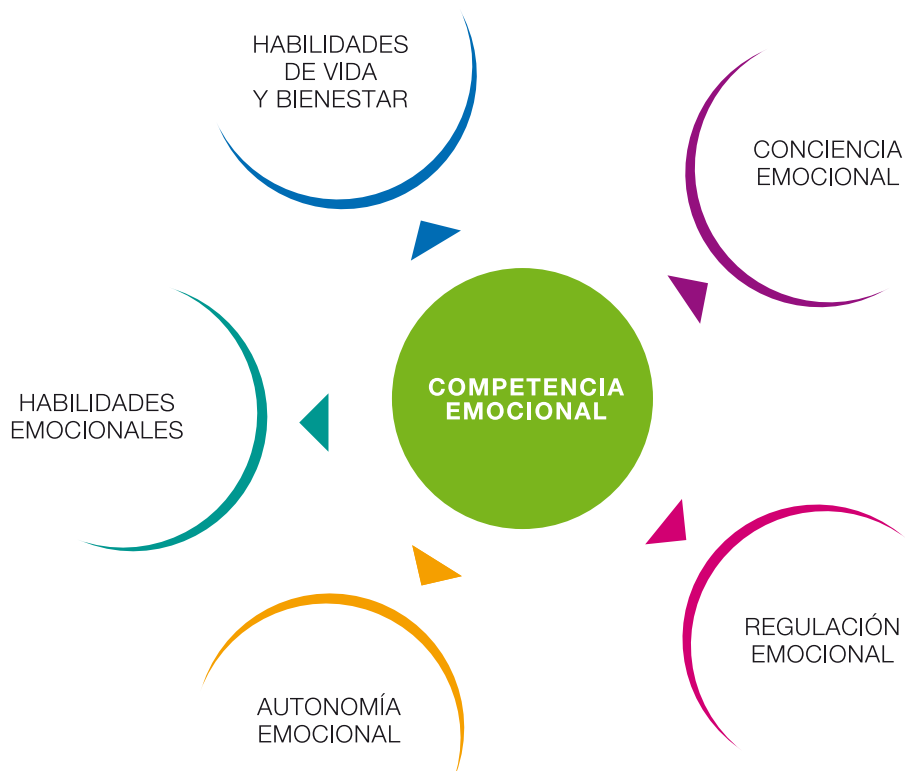 HABILIDADES
DE VIDA
Y BIENESTAR
CONCIENCIA
EMOCIONAL
COMPETENCIA
EMOCIONAL
HABILIDADES
EMOCIONALES
REGULACIÓN
EMOCIONAL
AUTONOMÍA
EMOCIONAL